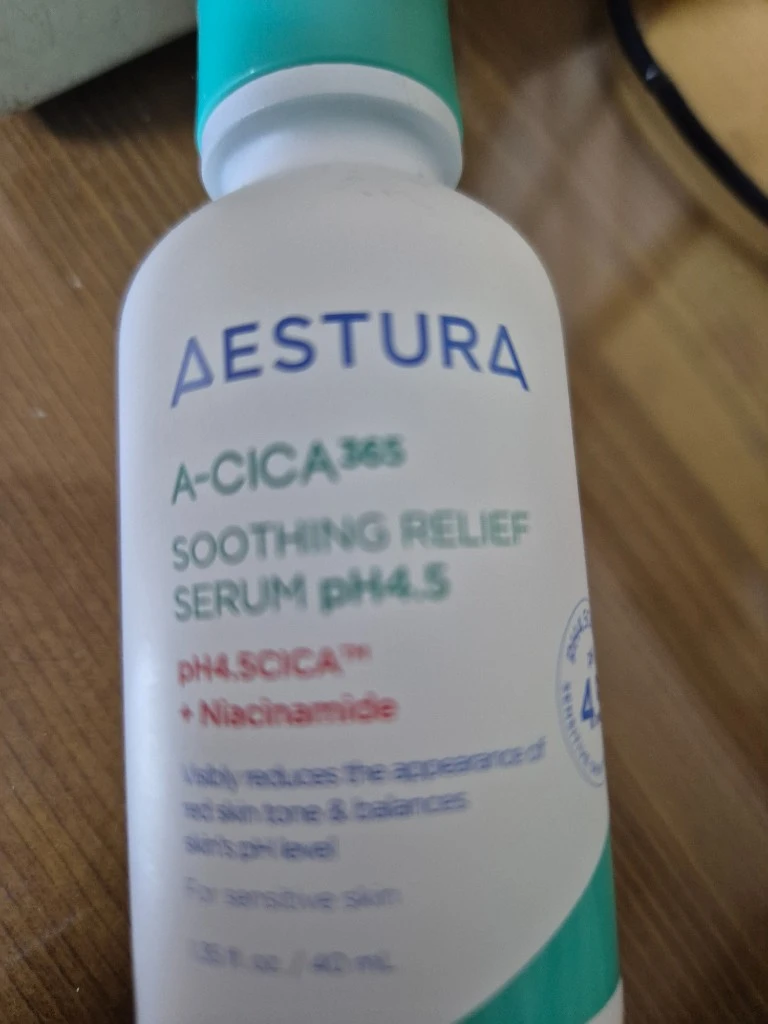 AESTURA
A-CICA³⁶⁵
SOOTHING RELIEF
SERUM pH4.5
pH4.5CICA™
+ Niacinamide
Visibly reduces the appearance of
red skin tone & balances
skin's pH level
For sensitive skin
1.35 fl. oz. / 40 mL